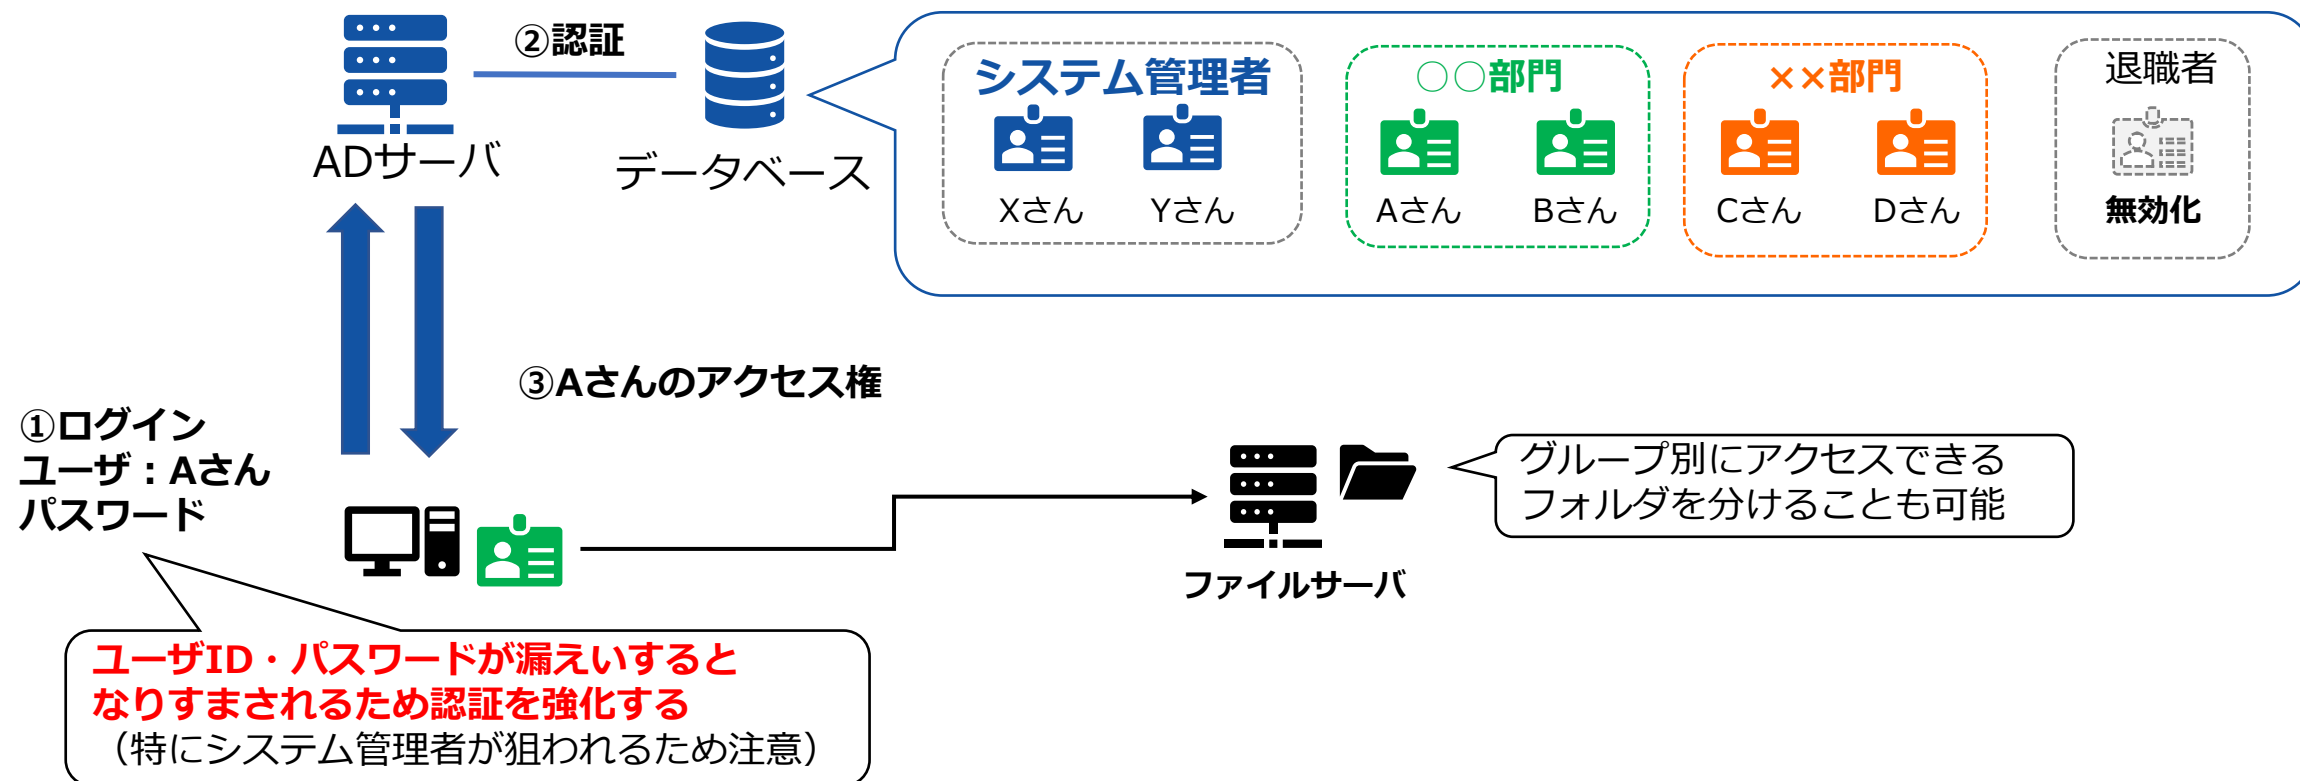 ②認証
ADサーバ
データベース
システム管理者
Xさん
Yさん
○○部門
Aさん
Bさん
××部門
Cさん
Dさん
退職者
無効化
③Aさんのアクセス権
①ログイン
ユーザ：Aさん
パスワード
グループ別にアクセスできる
フォルダを分けることも可能
ファイルサーバ
ユーザID・パスワードが漏えいすると
なりすまされるため認証を強化する
（特にシステム管理者が狙われるため注意）